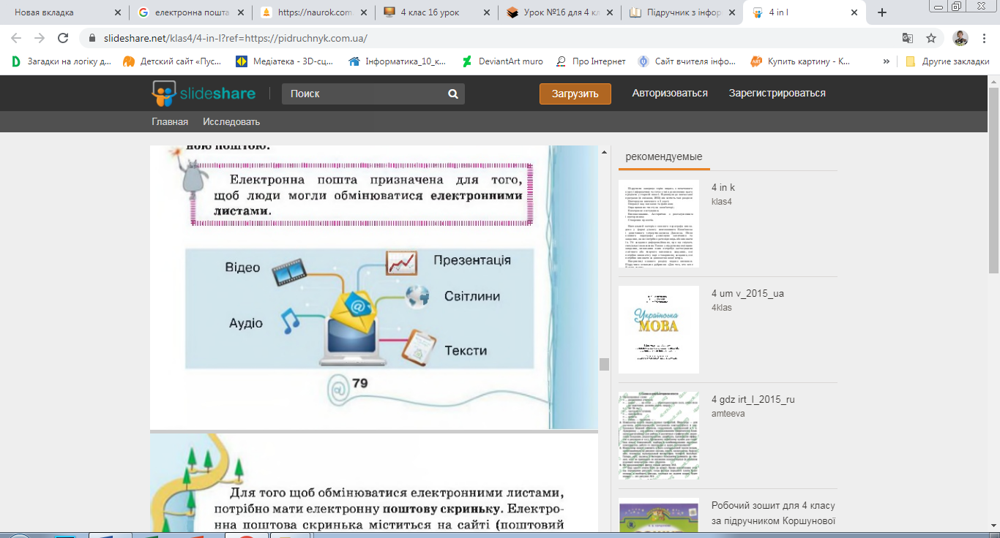 Новая вкладка
електронна пошта
https://naurok.com
4 клас 16 урок
Урок №16 для 4 кл
Підручник з інфор
4 in l
slideshare.net/klas4/4-in-l?ref=https://pidruchnyk.com.ua/
Загадки на логіку д...
Детский сайт «Пус...
Медіатека - 3D-сц...
Інформатика_10_к...
DeviantArt muro
Про Інтернет
Сайт вчителя інфо...
Купить картину - К...
»
Другие закладки
slideshare
Поиск
Загрузить
Авторизоваться
Зарегистрироваться
Главная
Исследовать
ною поштою.
Електронна пошта призначена для того,
щоб люди могли обмінюватися електронними
листами.
Відео
Презентація
Світлини
Аудіо
Тексти
79
Для того щоб обмінюватися електронними листами,
потрібно мати електронну поштову скриньку. Електро-
нна поштова скринька міститься на сайті (поштовий
рекомендуемые
4 in k
klas4
4 um v_2015_ua
4klas
Українська
МОВА
4 gdz irt_l_2015_ru
amteeva
Робочий зошит для 4 класу
за підручником Коршунової